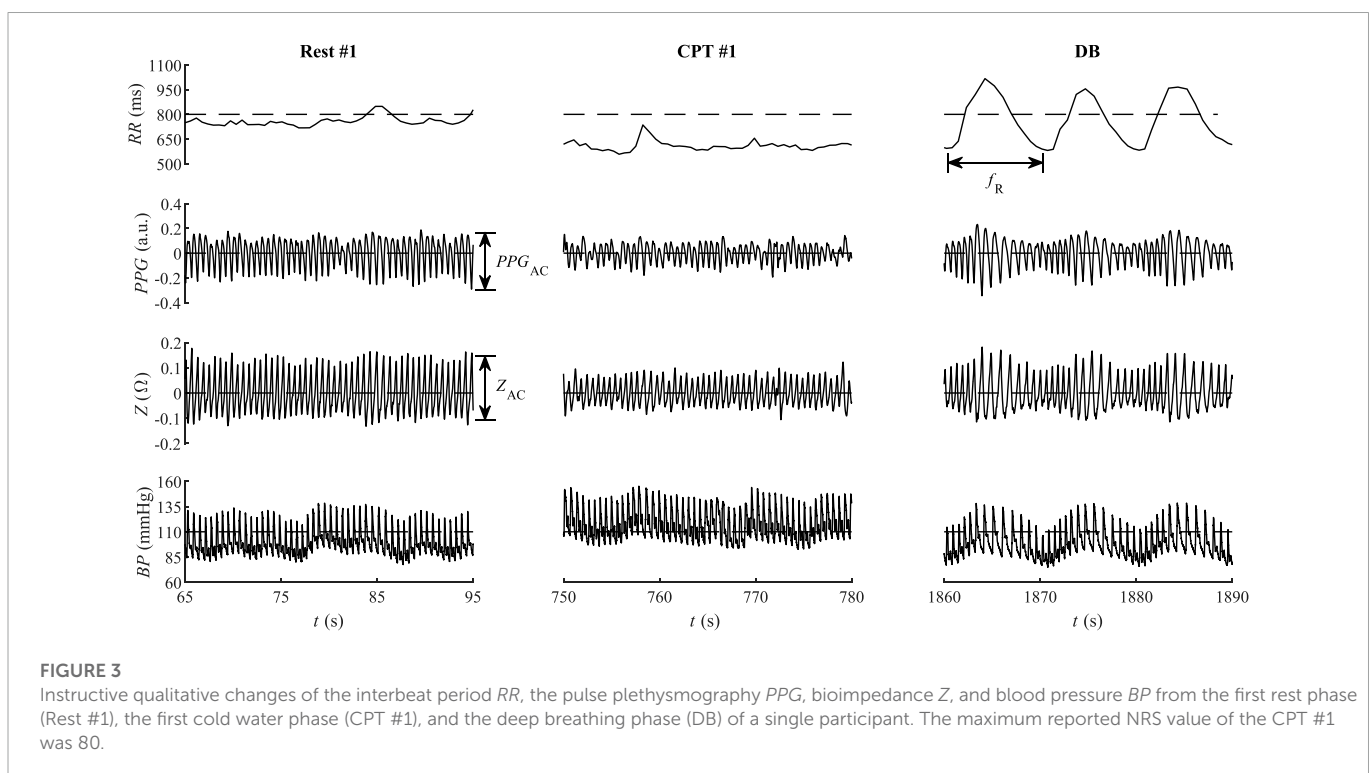 Rest #1
CPT #1
DB
RR (ms)
1100
950
800
650
500
f_R
PPG (a.u.)
0.4
0.2
0
-0.2
-0.4
PPG_AC
Z (Ω)
0.2
0.1
0
-0.1
-0.2
Z_AC
BP (mmHg)
160
135
110
85
60
65 75 85 95
750 760 770 780
1860 1870 1880 1890
t (s)
t (s)
t (s)
FIGURE 3
Instructive qualitative changes of the interbeat period RR, the pulse plethysmography PPG, bioimpedance Z, and blood pressure BP from the first rest phase
(Rest #1), the first cold water phase (CPT #1), and the deep breathing phase (DB) of a single participant. The maximum reported NRS value of the CPT #1
was 80.